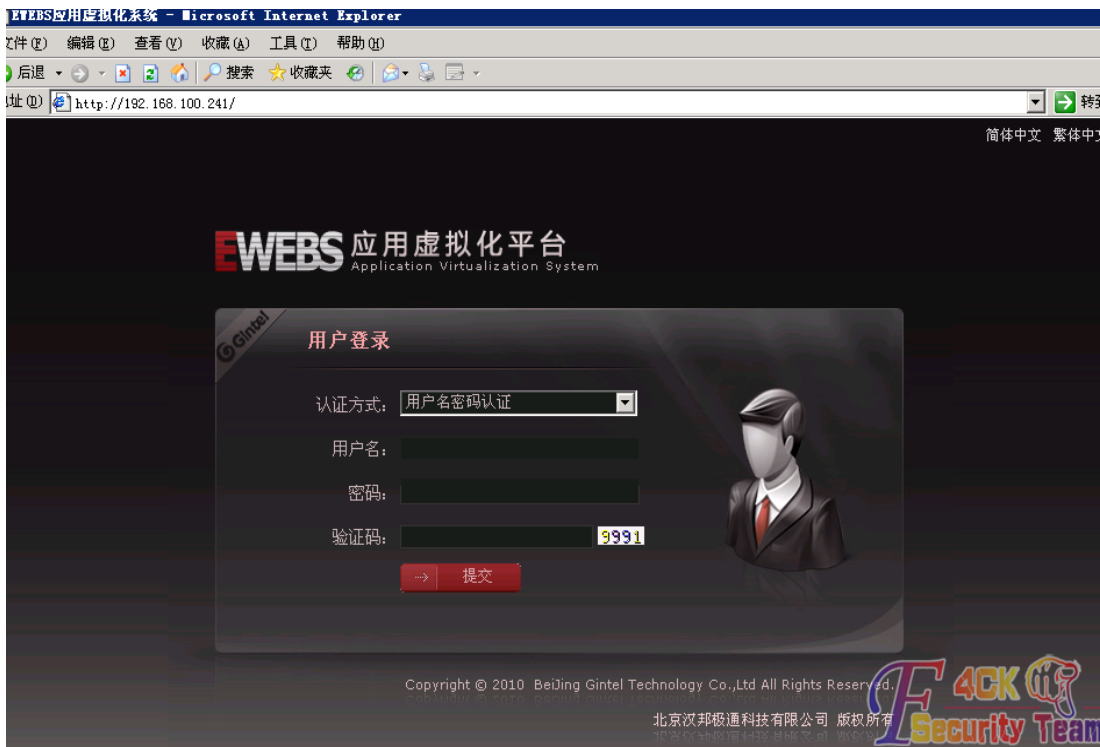 EWEBS应用虚拟化系统 - Microsoft Internet Explorer
文件(F) 编辑(E) 查看(V) 收藏(A) 工具(T) 帮助(H)
后退 搜索 收藏夹
址(D) http://192.168.100.241/ 转到
简体中文 繁体中文
EWEBS 应用虚拟化平台
Application Virtualization System
Gintel
用户登录
认证方式: 用户名密码认证
用户名:
密码:
验证码: 9991
提交
Copyright © 2010 BeiJing Gintel Technology Co.,Ltd All Rights Reserved.
北京汉邦极通科技有限公司 版权所有
F4CK
Security Team